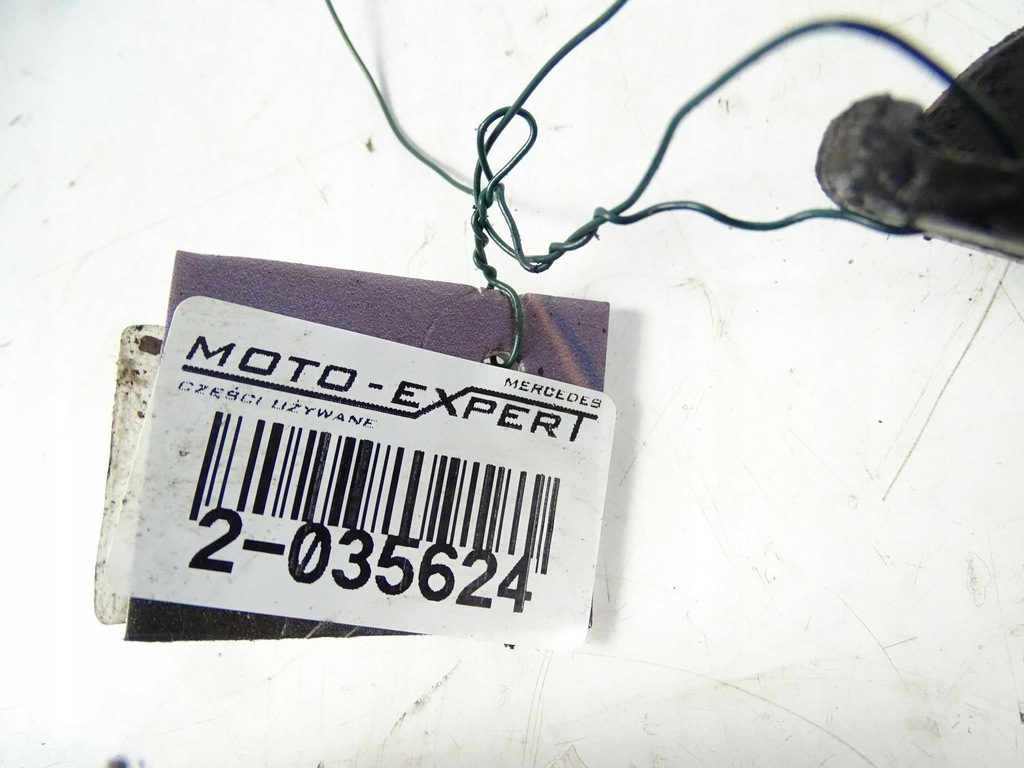 MOTO-EXPERT
MERCEDES
CZĘŚCI UŻYWANE
2-035624